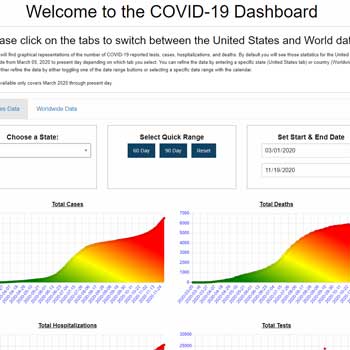 Welcome to the COVID-19 Dashboard
ase click on the tabs to switch between the United States and World dat
will find graphical representations of the number of COVID-19 reported tests, cases, hospitalizations, and deaths. By default you will see those statistics for the United
de from March 05, 2020 to present day depending on which tab you select. You can refine the data by entering a specific state (United States tab) or country (Worldw
ther refine the data by either toggling one of the date range buttons or selecting a specific date range with the calendar.
vailable only covers March 2020 through present day
es Data
Worldwide Data
Choose a State:
Select Quick Range
Set Start & End Date
60 Day
90 Day
Reset
03/01/2020
11/19/2020
Total Cases
Total Deaths
7000
6000
5000
4000
3000
2000
1000
0
Total Hospitalizations
Total Tests
35000
30000